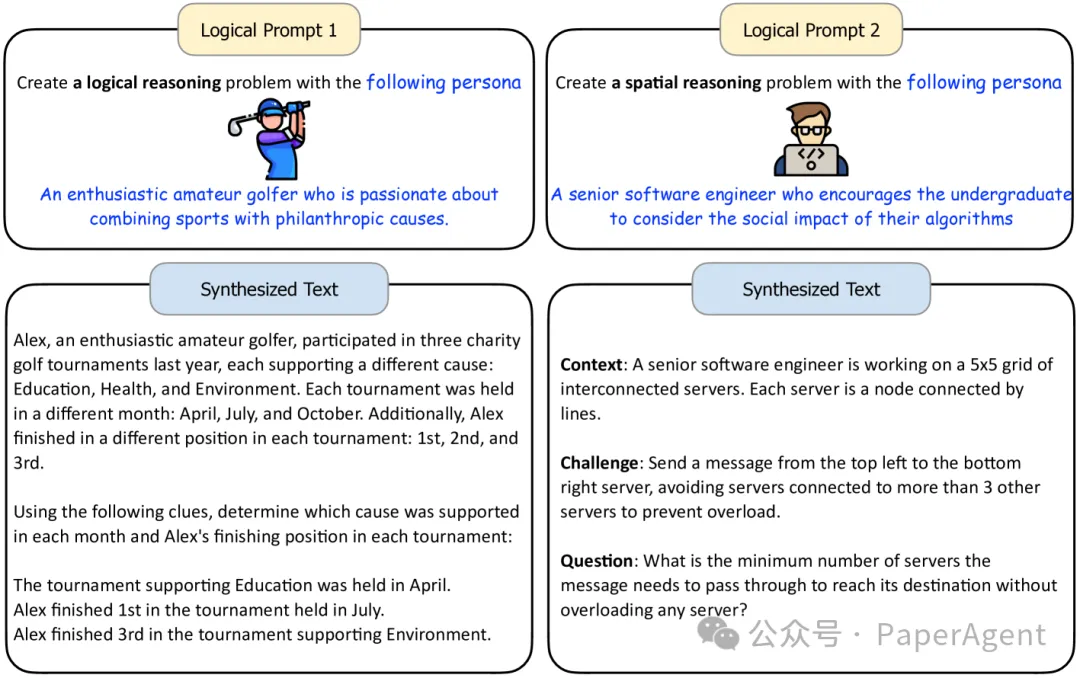 Logical Prompt 1
Create a logical reasoning problem with the following persona
An enthusiastic amateur golfer who is passionate about
combining sports with philanthropic causes.
Logical Prompt 2
Create a spatial reasoning problem with the following persona
</>
A senior software engineer who encourages the undergraduate
to consider the social impact of their algorithms
Synthesized Text
Alex, an enthusiastic amateur golfer, participated in three charity
golf tournaments last year, each supporting a different cause:
Education, Health, and Environment. Each tournament was held
in a different month: April, July, and October. Additionally, Alex
finished in a different position in each tournament: 1st, 2nd, and
3rd.
Using the following clues, determine which cause was supported
in each month and Alex's finishing position in each tournament:
The tournament supporting Education was held in April.
Alex finished 1st in the tournament held in July.
Alex finished 3rd in the tournament supporting Environment.
Synthesized Text
Context: A senior software engineer is working on a 5x5 grid of
interconnected servers. Each server is a node connected by
lines.
Challenge: Send a message from the top left to the bottom
right server, avoiding servers connected to more than 3 other
servers to prevent overload.
Question: What is the minimum number of servers the
message needs to pass through to reach its destination without
overloading any server?
公众号 · PaperAgent